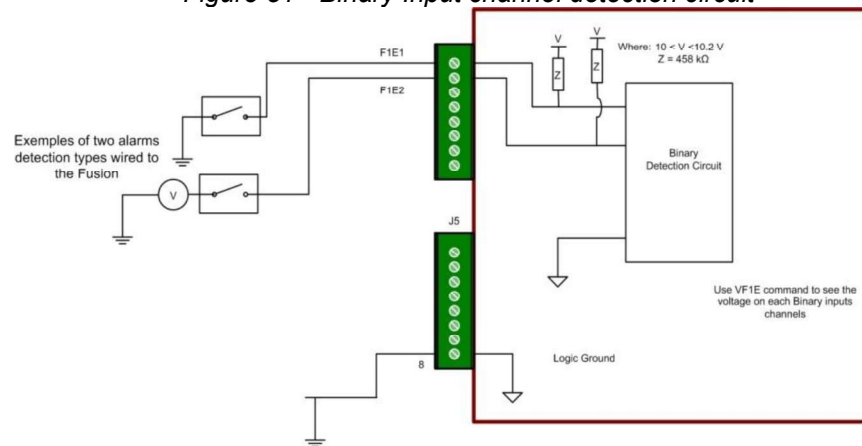 Figure 31 - Binary Input channel detection circuit
F1E1
F1E2
V
V
Where: 10 < V <10.2 V
Z = 458 kΩ
Z
Z
Exemples of two alarms
detection types wired to
the Fusion
V
Binary
Detection Circuit
J5
Use VF1E command to see the
voltage on each Binary inputs
channels
8
Logic Ground